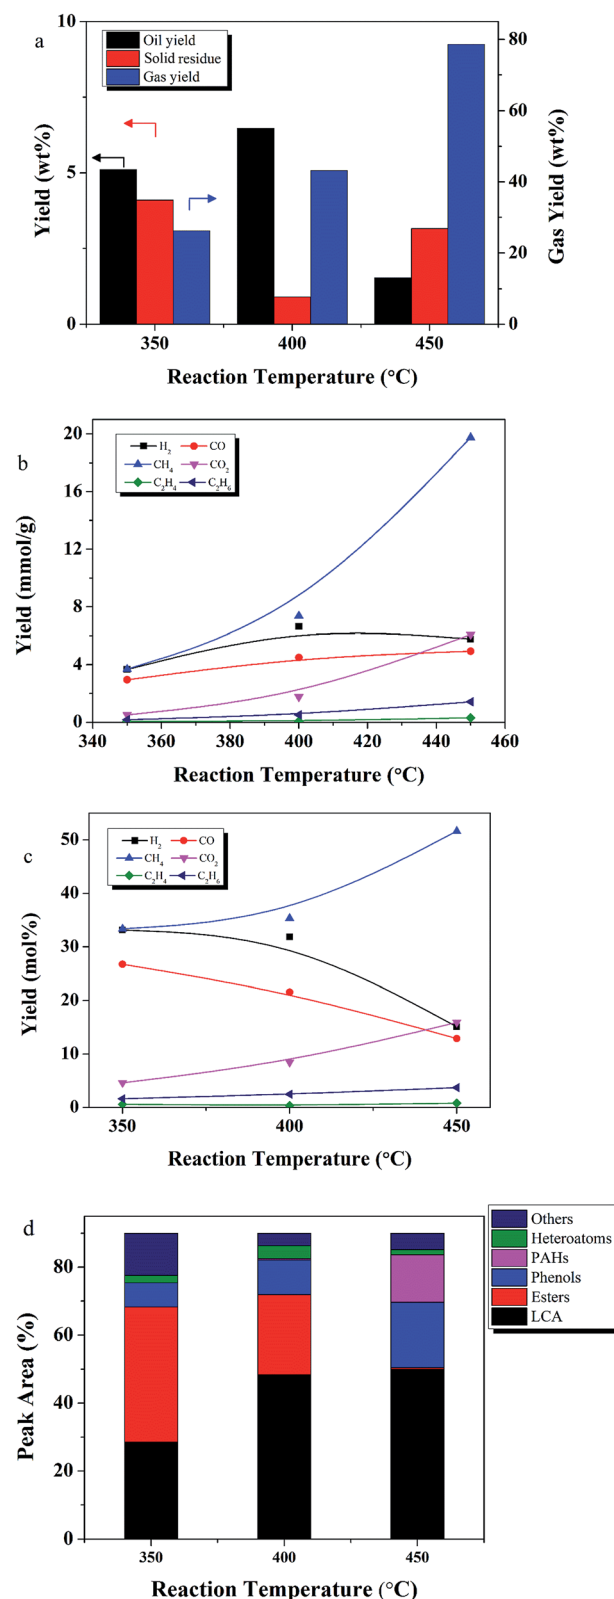 a
Oil yield
Solid residue
Gas yield
10
5
0
80
60
40
20
0
Yield (wt%)
Gas Yield (wt%)
350 400 450
Reaction Temperature (°C)
b
H2 CO
CH4 CO2
C2H4 C2H6
20
16
12
8
4
0
Yield (mmol/g)
340 360 380 400 420 440 460
Reaction Temperature (°C)
c
H2 CO
CH4 CO2
C2H4 C2H6
50
40
30
20
10
0
Yield (mol%)
350 400 450
Reaction Temperature (°C)
d
Others
Heteroatoms
PAHs
Phenols
Esters
LCA
80
60
40
20
0
Peak Area (%)
350 400 450
Reaction Temperature (°C)